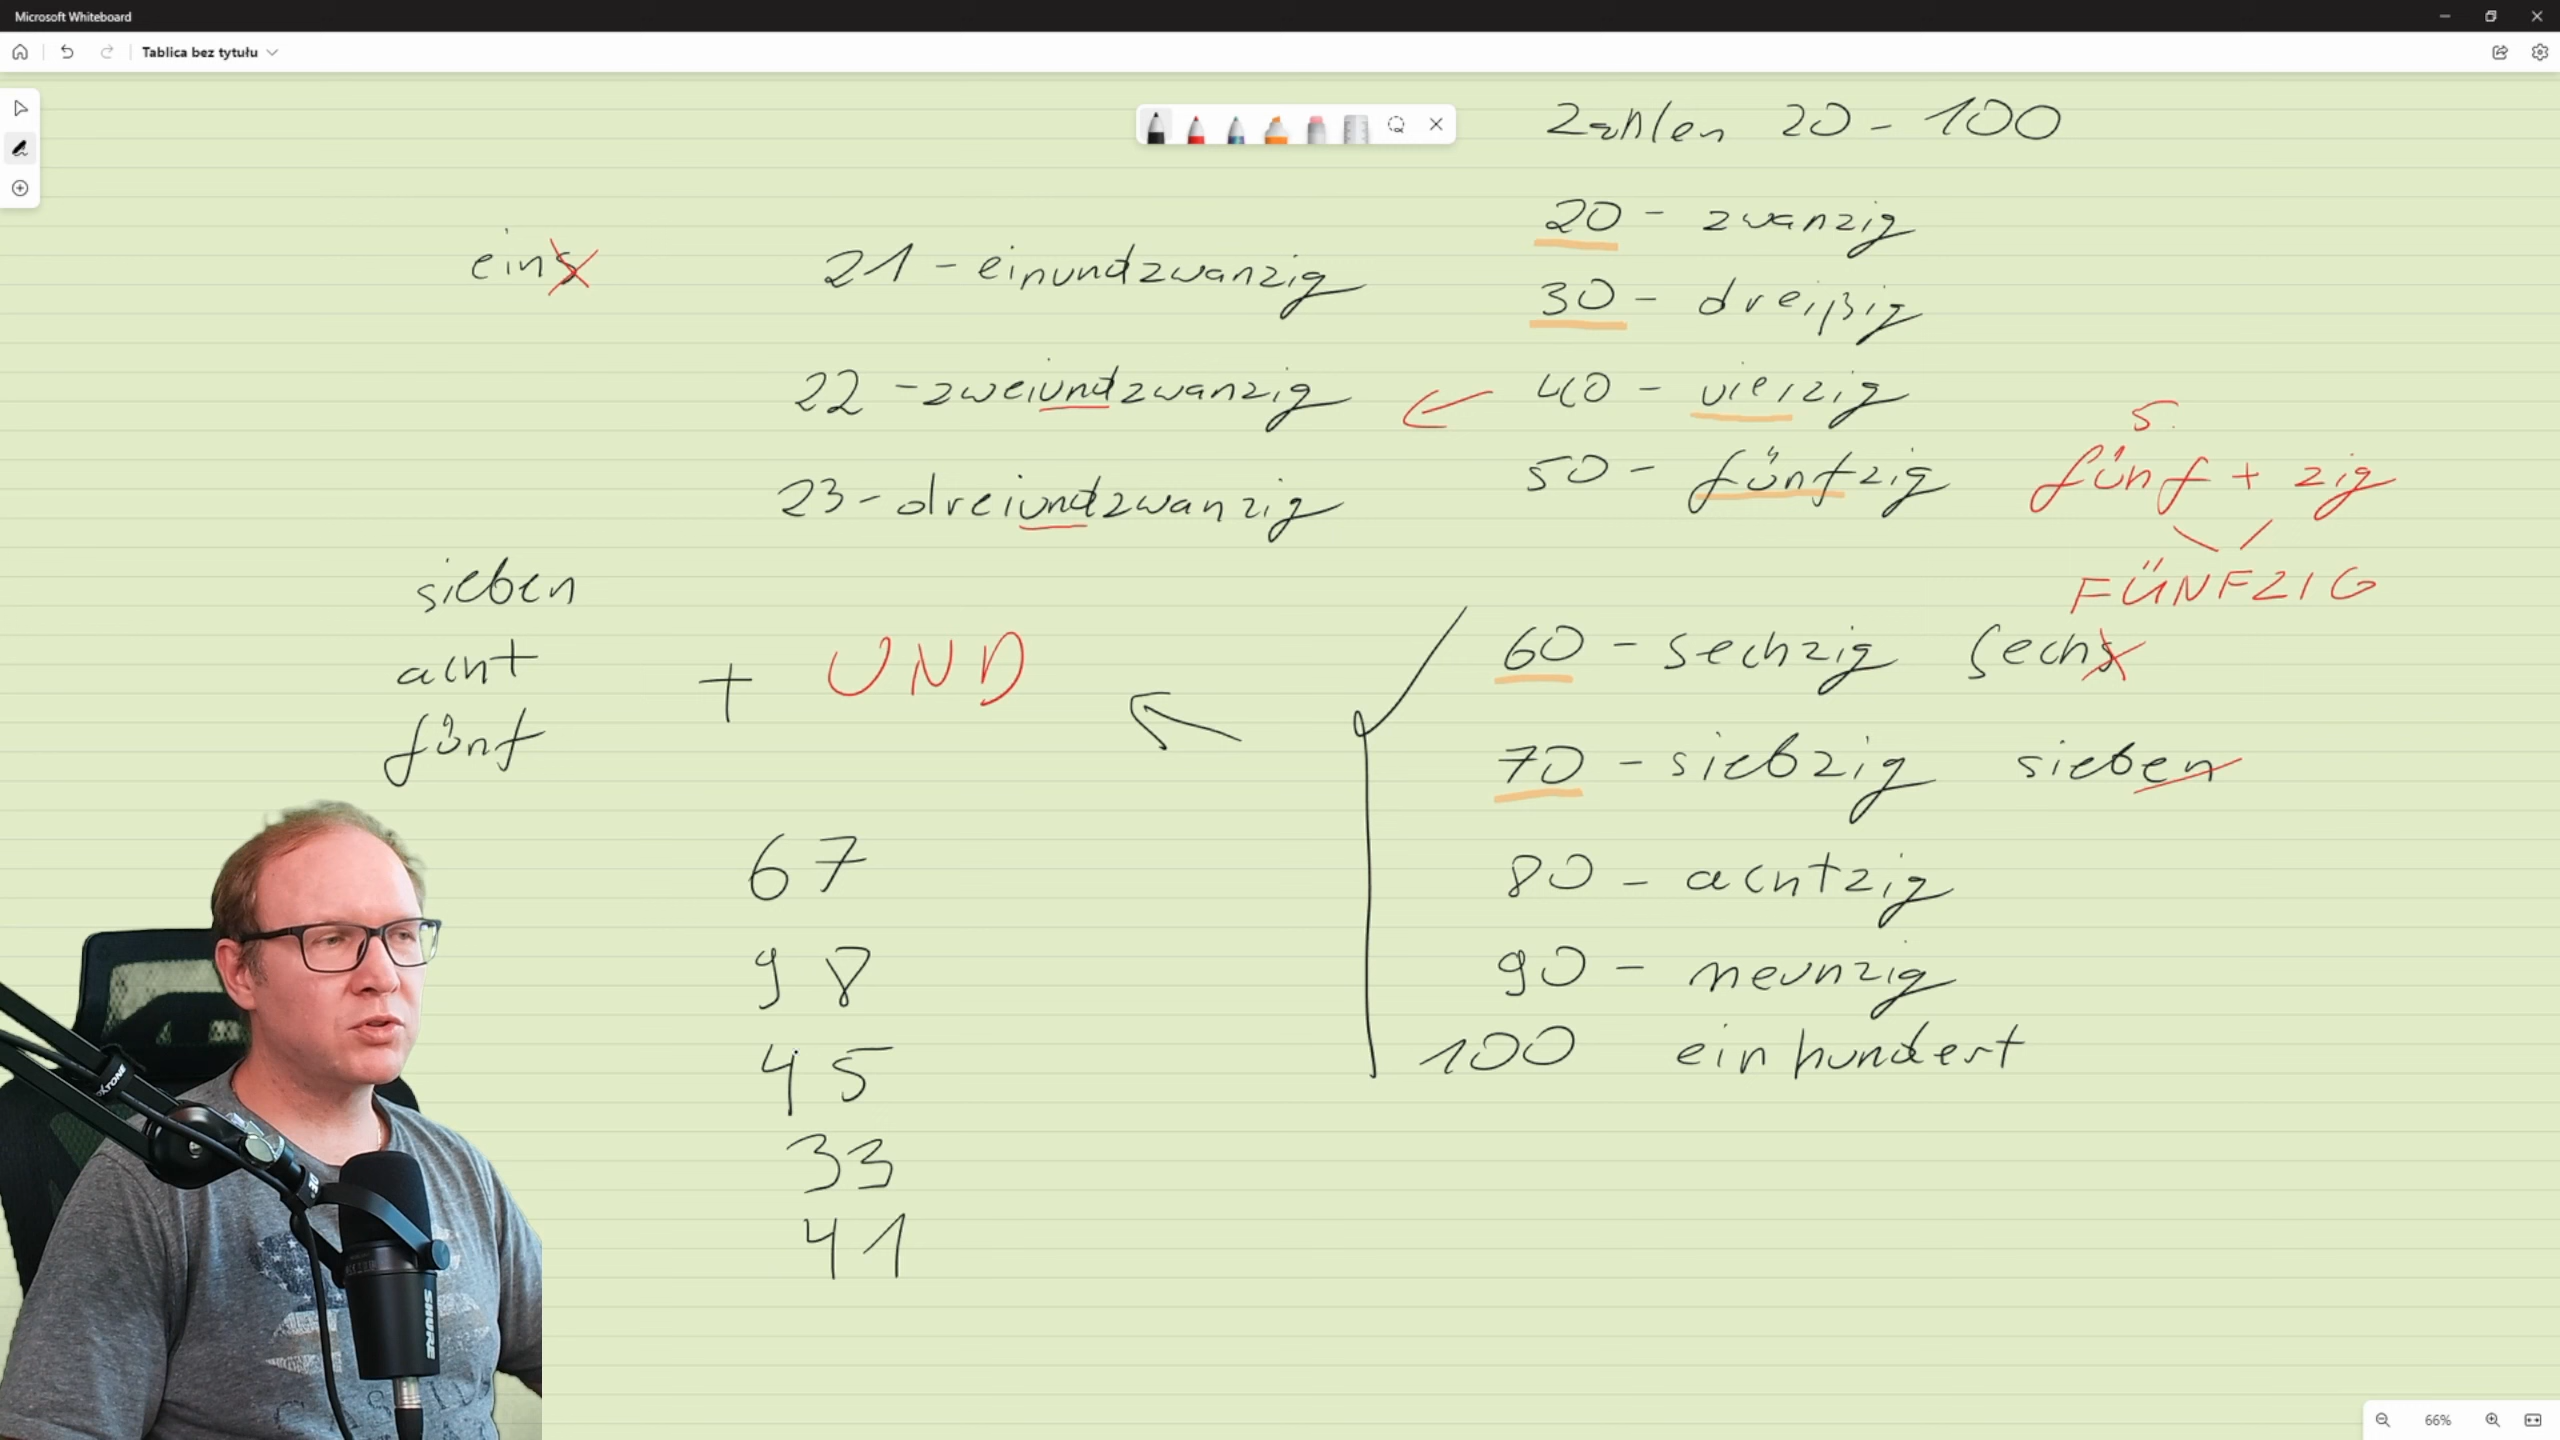 Microsoft Whiteboard
Tablica bez tytułu
Zahlen 20 - 100
20 - zwanzig
30 - dreißig
40 - vierzig
50 - fünfzig
5
fünf + zig
FÜNFZIG
60 - sechzig sechs
70 - siebzig sieben
80 - achtzig
90 - neunzig
100 einhundert
eins
21 - einundzwanzig
22 - zweiundzwanzig
23 - dreiundzwanzig
sieben
acht
fünf
+ UND
67
98
45
33
41
SHURE
66%